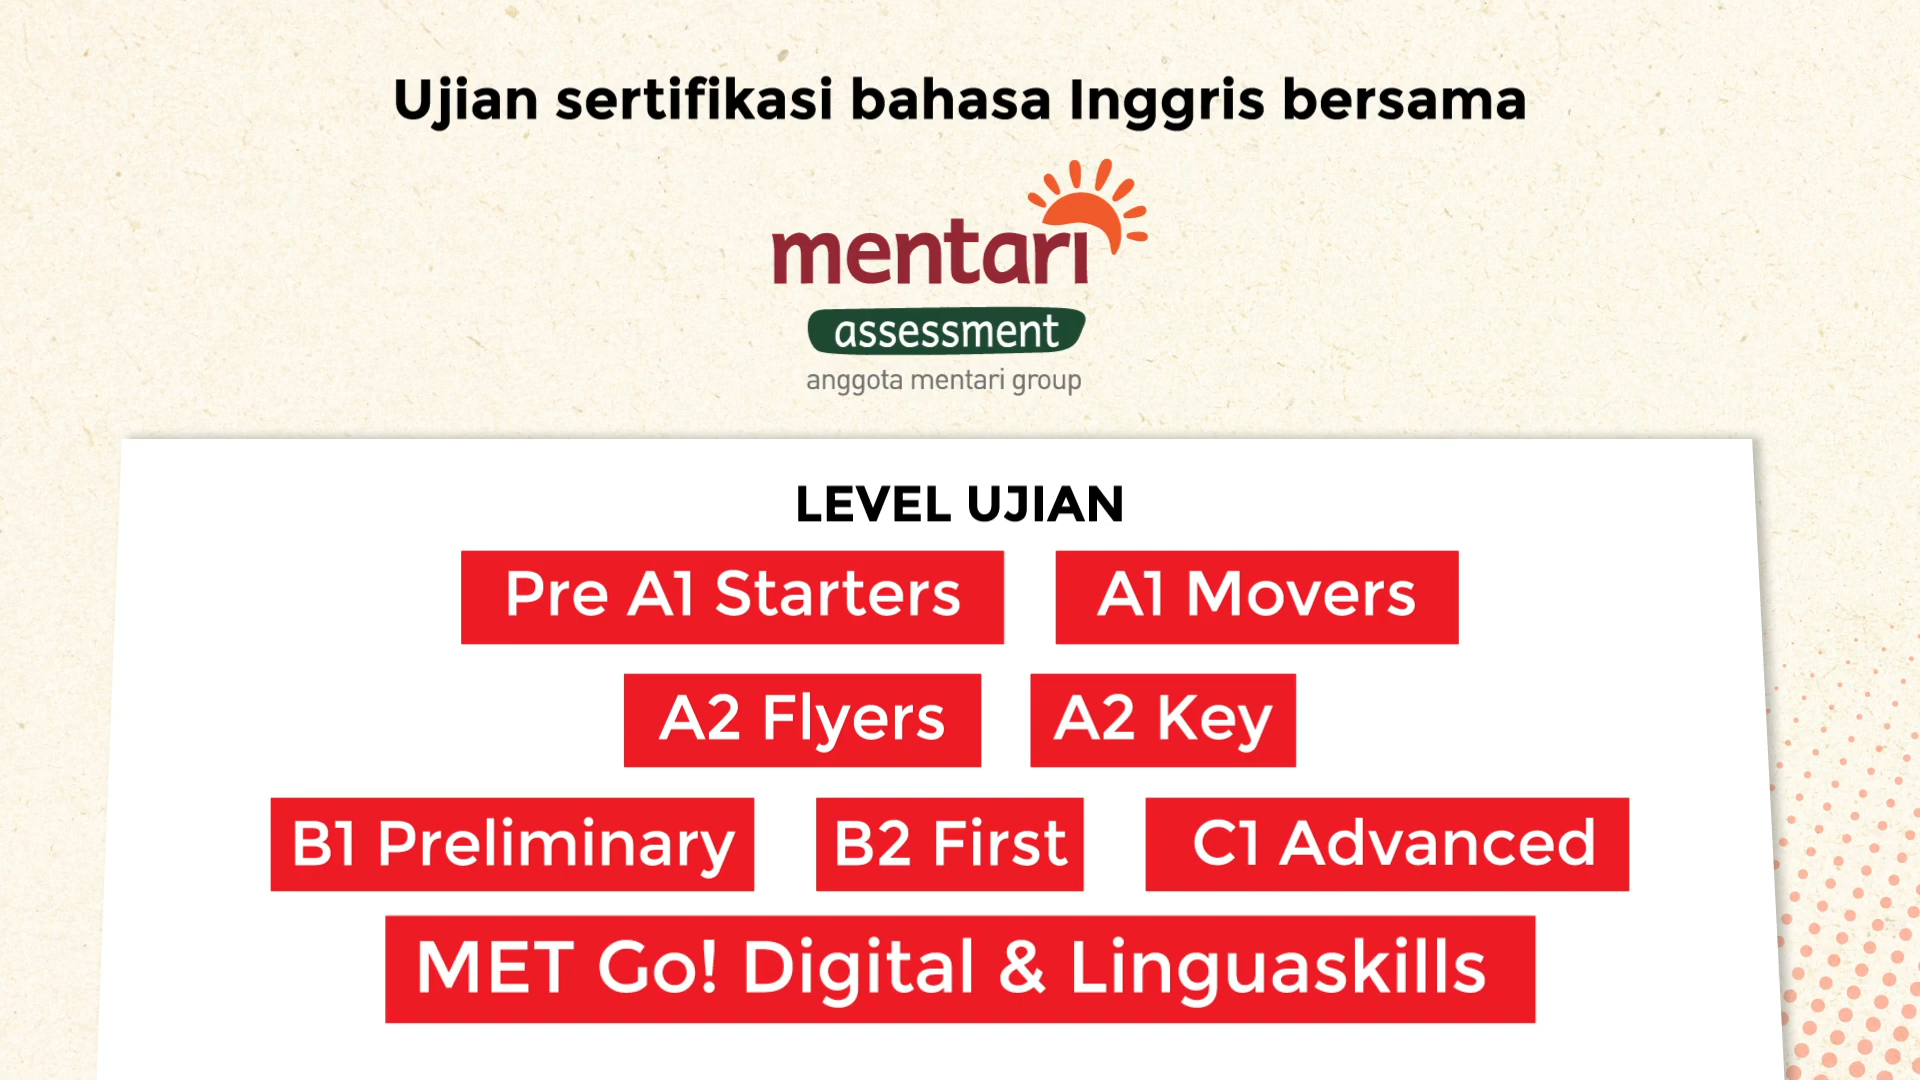 Ujian sertifikasi bahasa Inggris bersama
mentari
assessment
anggota mentari group
LEVEL UJIAN
Pre A1 Starters A1 Movers
A2 Flyers A2 Key
B1 Preliminary B2 First C1 Advanced
MET Go! Digital & Linguaskills